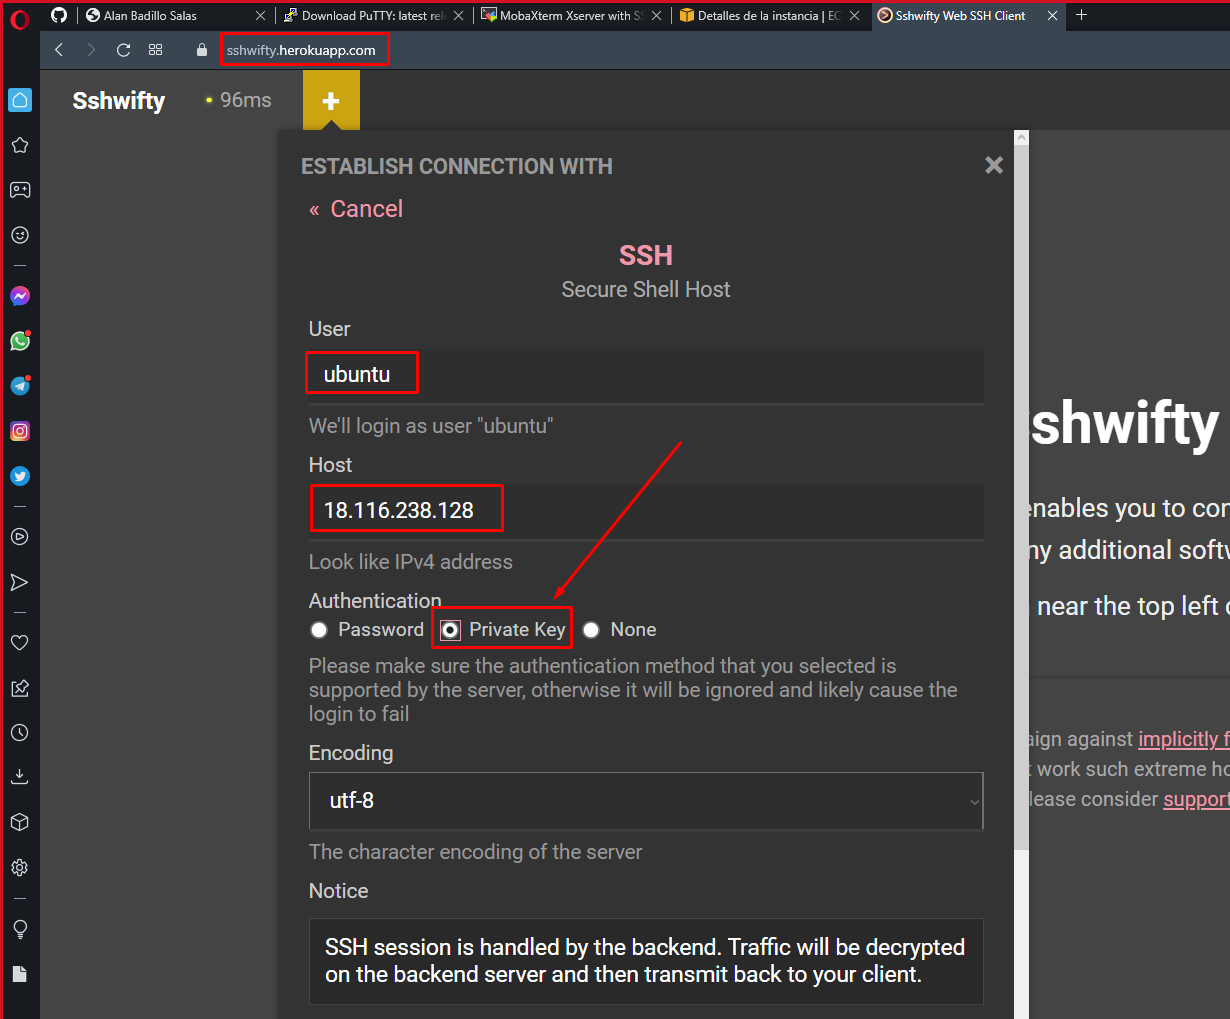 Alan Badillo Salas
Download PuTTY: latest rel
MobaXterm Xserver with S
Detalles de la instancia | EC
Sshwifty Web SSH Client
sshwifty.herokuapp.com
Sshwifty
96ms
+
ESTABLISH CONNECTION WITH
« Cancel
SSH
Secure Shell Host
User
ubuntu
We'll login as user "ubuntu"
Host
18.116.238.128
Look like IPv4 address
Authentication
Password Private Key None
Please make sure the authentication method that you selected is
supported by the server, otherwise it will be ignored and likely cause the
login to fail
Encoding
utf-8
The character encoding of the server
Notice
SSH session is handled by the backend. Traffic will be decrypted
on the backend server and then transmit back to your client.
shwifty
enables you to con
ny additional softw
near the top left
aign against implicitly f
work such extreme ho
lease consider support